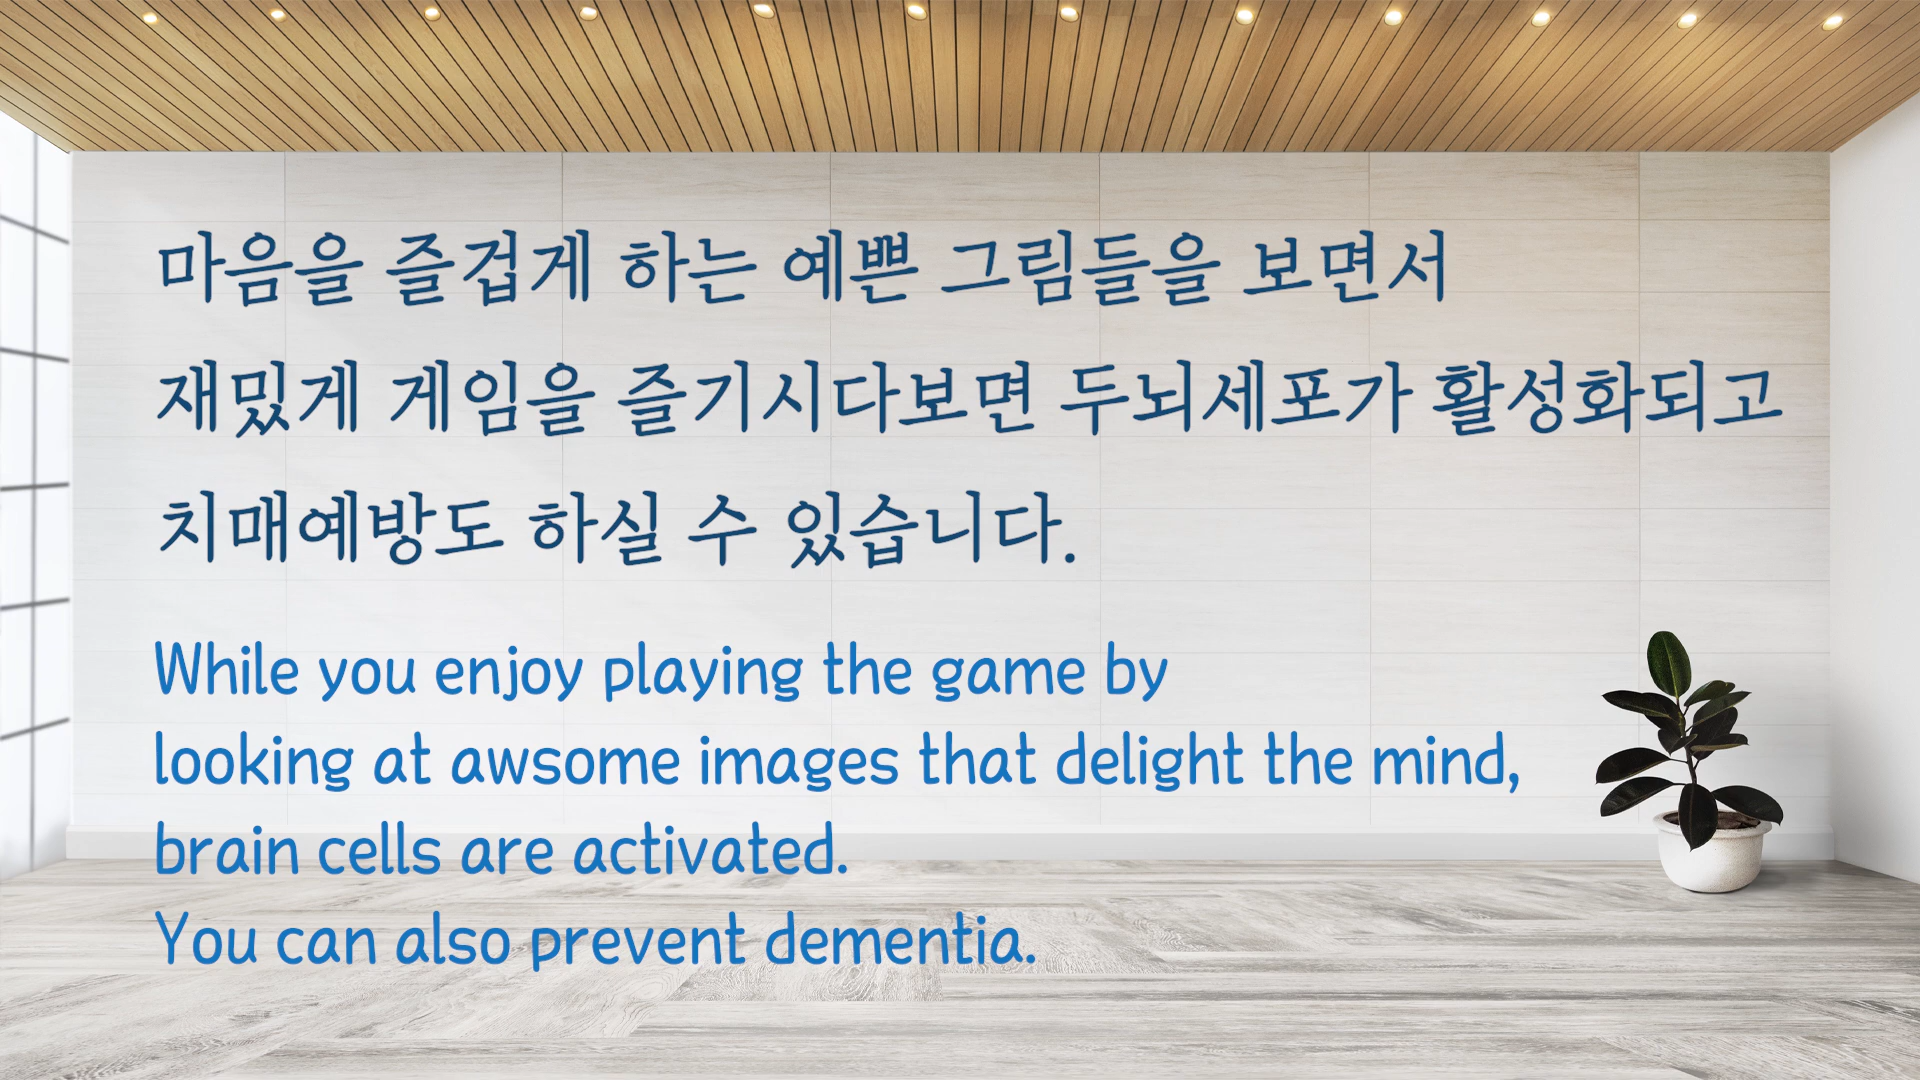 마음을 즐겁게 하는 예쁜 그림들을 보면서
재밌게 게임을 즐기시다보면 두뇌세포가 활성화되고
치매예방도 하실 수 있습니다.
While you enjoy playing the game by
looking at awsome images that delight the mind,
brain cells are activated.
You can also prevent dementia.